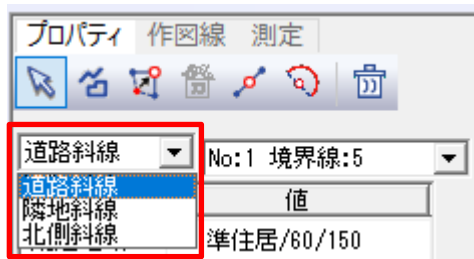 プロパティ 作図線 測定
道路斜線 No:1 境界線:5
道路斜線 値
隣地斜線
北側斜線 準住居/60/150